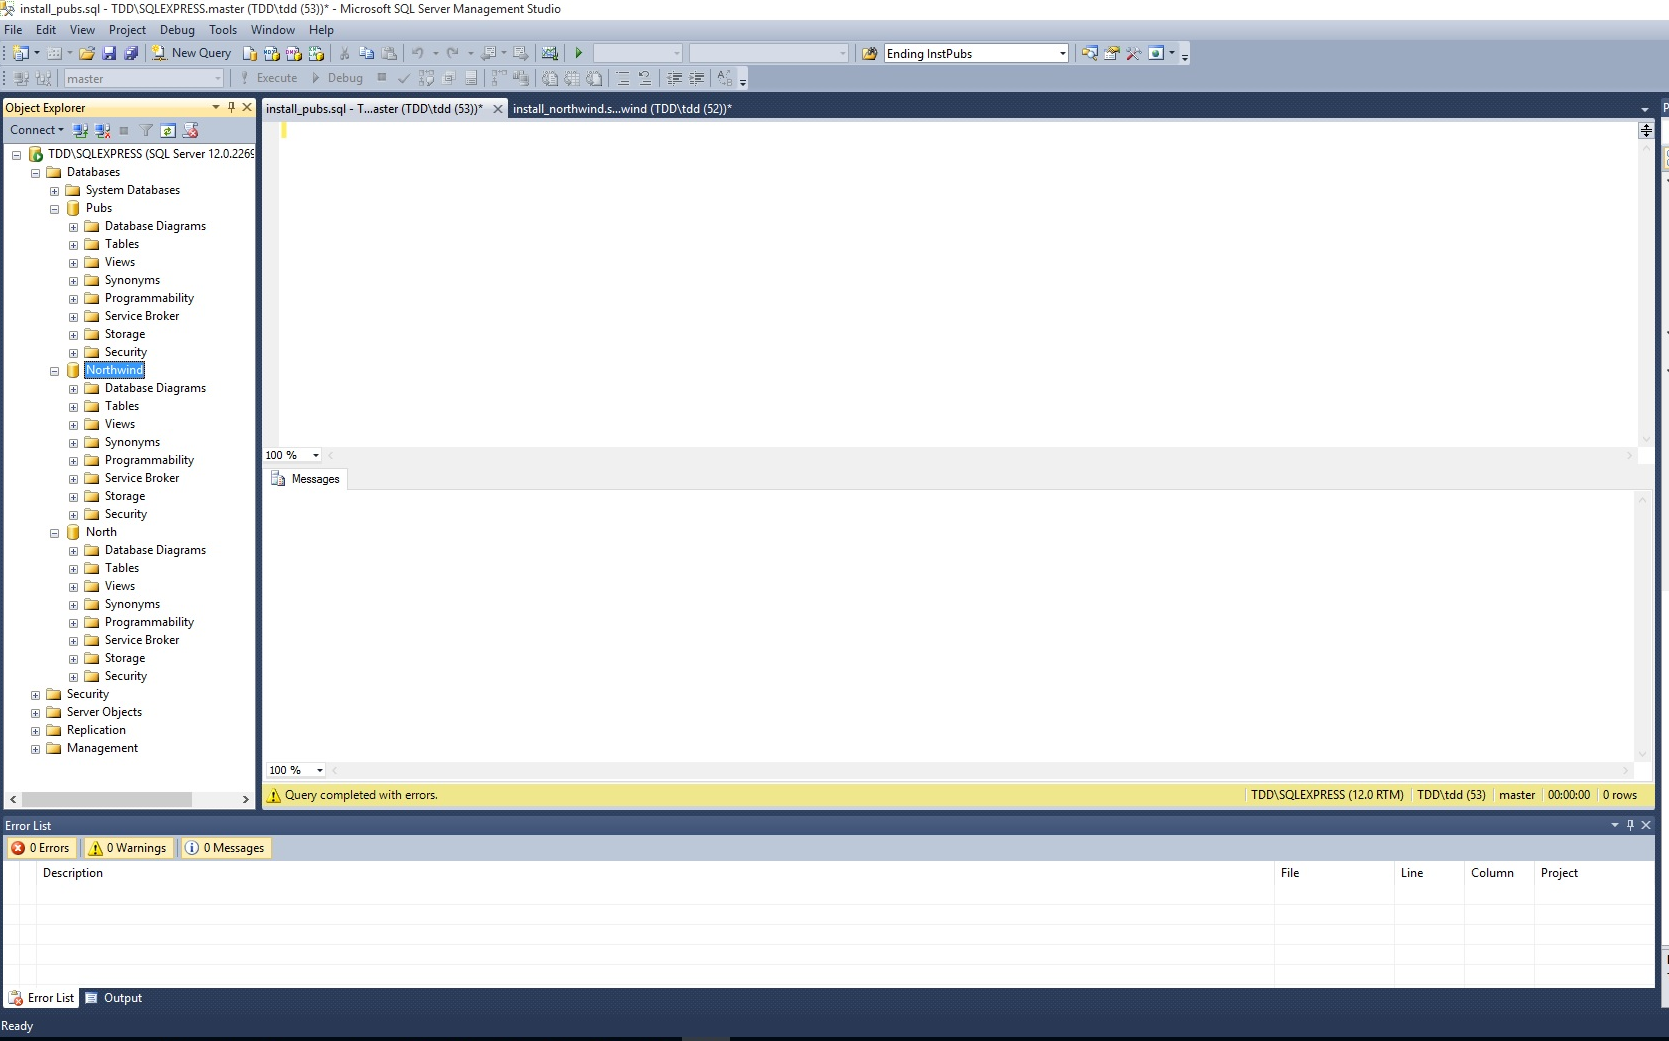 install_pubs.sql - TDD\SQLEXPRESS.master (TDD\tdd (53))* - Microsoft SQL Server Management Studio
File Edit View Project Debug Tools Window Help
New Query Ending InstPubs
master Execute Debug
Object Explorer
install_pubs.sql - T...aster (TDD\tdd (53))* install_northwind.s...wind (TDD\tdd (52))*
Connect
TDD\SQLEXPRESS (SQL Server 12.0.2269
Databases
System Databases
Pubs
Database Diagrams
Tables
Views
Synonyms
Programmability
Service Broker
Storage
Security
Northwind
Database Diagrams
Tables
Views
Synonyms
Programmability
Service Broker
Storage
Security
North
Database Diagrams
Tables
Views
Synonyms
Programmability
Service Broker
Storage
Security
Security
Server Objects
Replication
Management
100 %
Messages
100 %
Query completed with errors. TDD\SQLEXPRESS (12.0 RTM) TDD\tdd (53) master 00:00:00 0 rows
Error List
0 Errors 0 Warnings 0 Messages
Description File Line Column Project
Error List Output
Ready